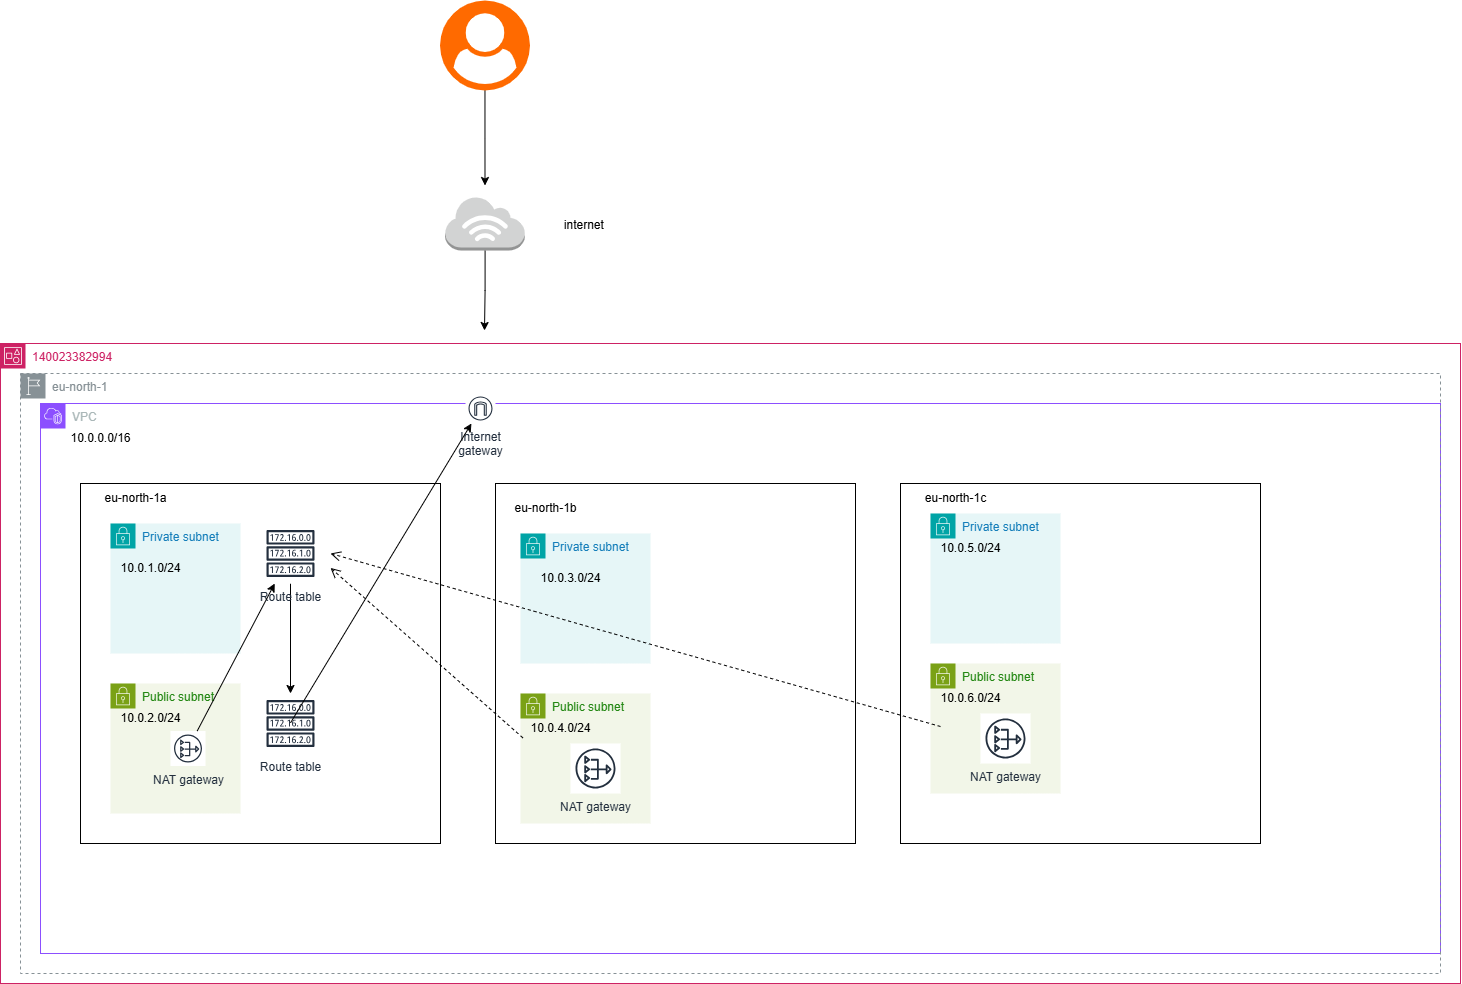 internet
140023382994
eu-north-1
VPC
10.0.0.0/16
Internet
gateway
eu-north-1a
Private subnet
10.0.1.0/24
172.16.0.0
172.16.1.0
172.16.2.0
Route table
Public subnet
10.0.2.0/24
NAT gateway
172.16.0.0
172.16.1.0
172.16.2.0
Route table
eu-north-1b
Private subnet
10.0.3.0/24
Public subnet
10.0.4.0/24
NAT gateway
eu-north-1c
Private subnet
10.0.5.0/24
Public subnet
10.0.6.0/24
NAT gateway